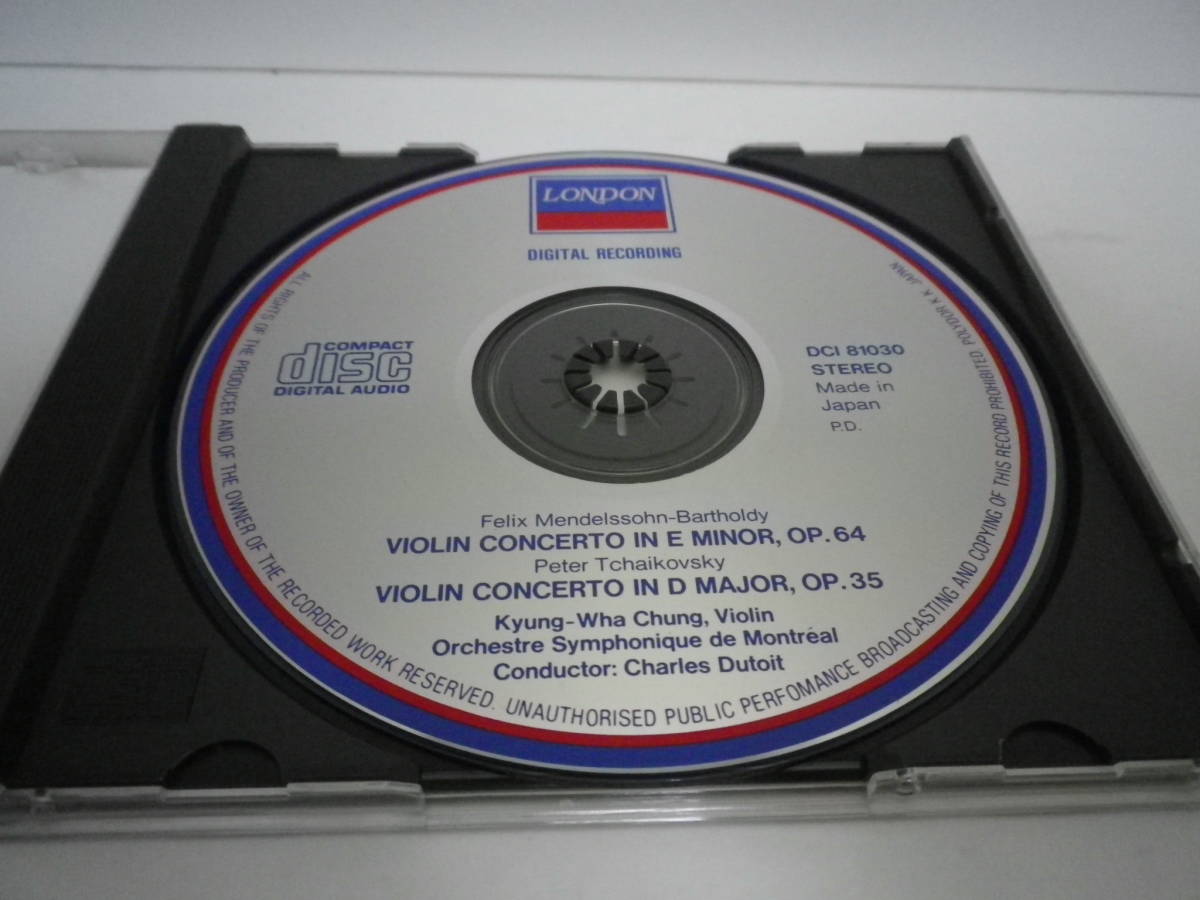 LONDON
DIGITAL RECORDING
COMPACT
disc
DIGITAL AUDIO
DCI 81030
STEREO
Made in
Japan
P.D.
Felix Mendelssohn-Bartholdy
VIOLIN CONCERTO IN E MINOR, OP. 64
Peter Tchaikovsky
VIOLIN CONCERTO IN D MAJOR, OP. 35
Kyung-Wha Chung, Violin
Orchestre Symphonique de Montréal
Conductor: Charles Dutoit
ALL RIGHTS OF THE PRODUCER AND OF THE OWNER OF THE RECORDED WORK RESERVED. UNAUTHORISED PUBLIC PERFOMANCE BROADCASTING AND COPYING OF THIS RECORD PROHIBITED. POLYDOR K.K. JAPAN